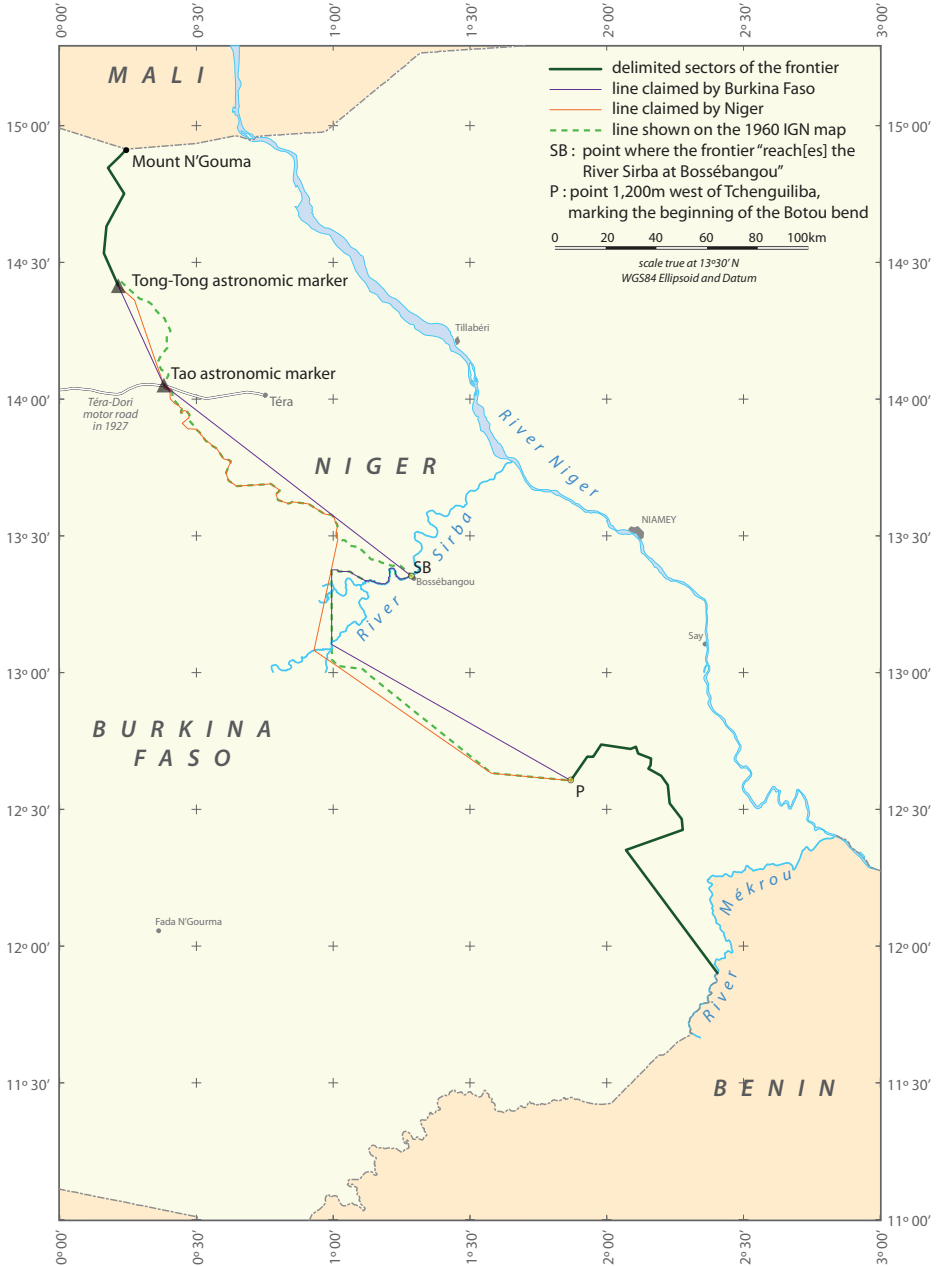 0°00′
0°30′
1°00′
1°30′
2°00′
2°30′
3°00′
M A L I
delimited sectors of the frontier
line claimed by Burkina Faso
line claimed by Niger
line shown on the 1960 IGN map
SB : point where the frontier “reach[es] the
River Sirba at Bossébangou”
P : point 1,200m west of Tchenguiliba,
marking the beginning of the Botou bend
0 20 40 60 80 100km
scale true at 13º30′ N
WGS84 Ellipsoid and Datum
15°00′
15°00′
Mount N’Gouma
14°30′
14°30′
Tong-Tong astronomic marker
Tillabéri
Tao astronomic marker
14°00′
14°00′
Téra-Dori
motor road
in 1927
Téra
N I G E R
River Niger
13°30′
13°30′
NIAMEY
River Sirba
SB
Bossébangou
Say
13°00′
13°00′
B U R K I N A
F A S O
P
12°30′
12°30′
River Mékrou
Fada N’Gourma
12°00′
12°00′
11°30′
11°30′
B E N I N
11°00′
11°00′
0°00′
0°30′
1°00′
1°30′
2°00′
2°30′
3°00′